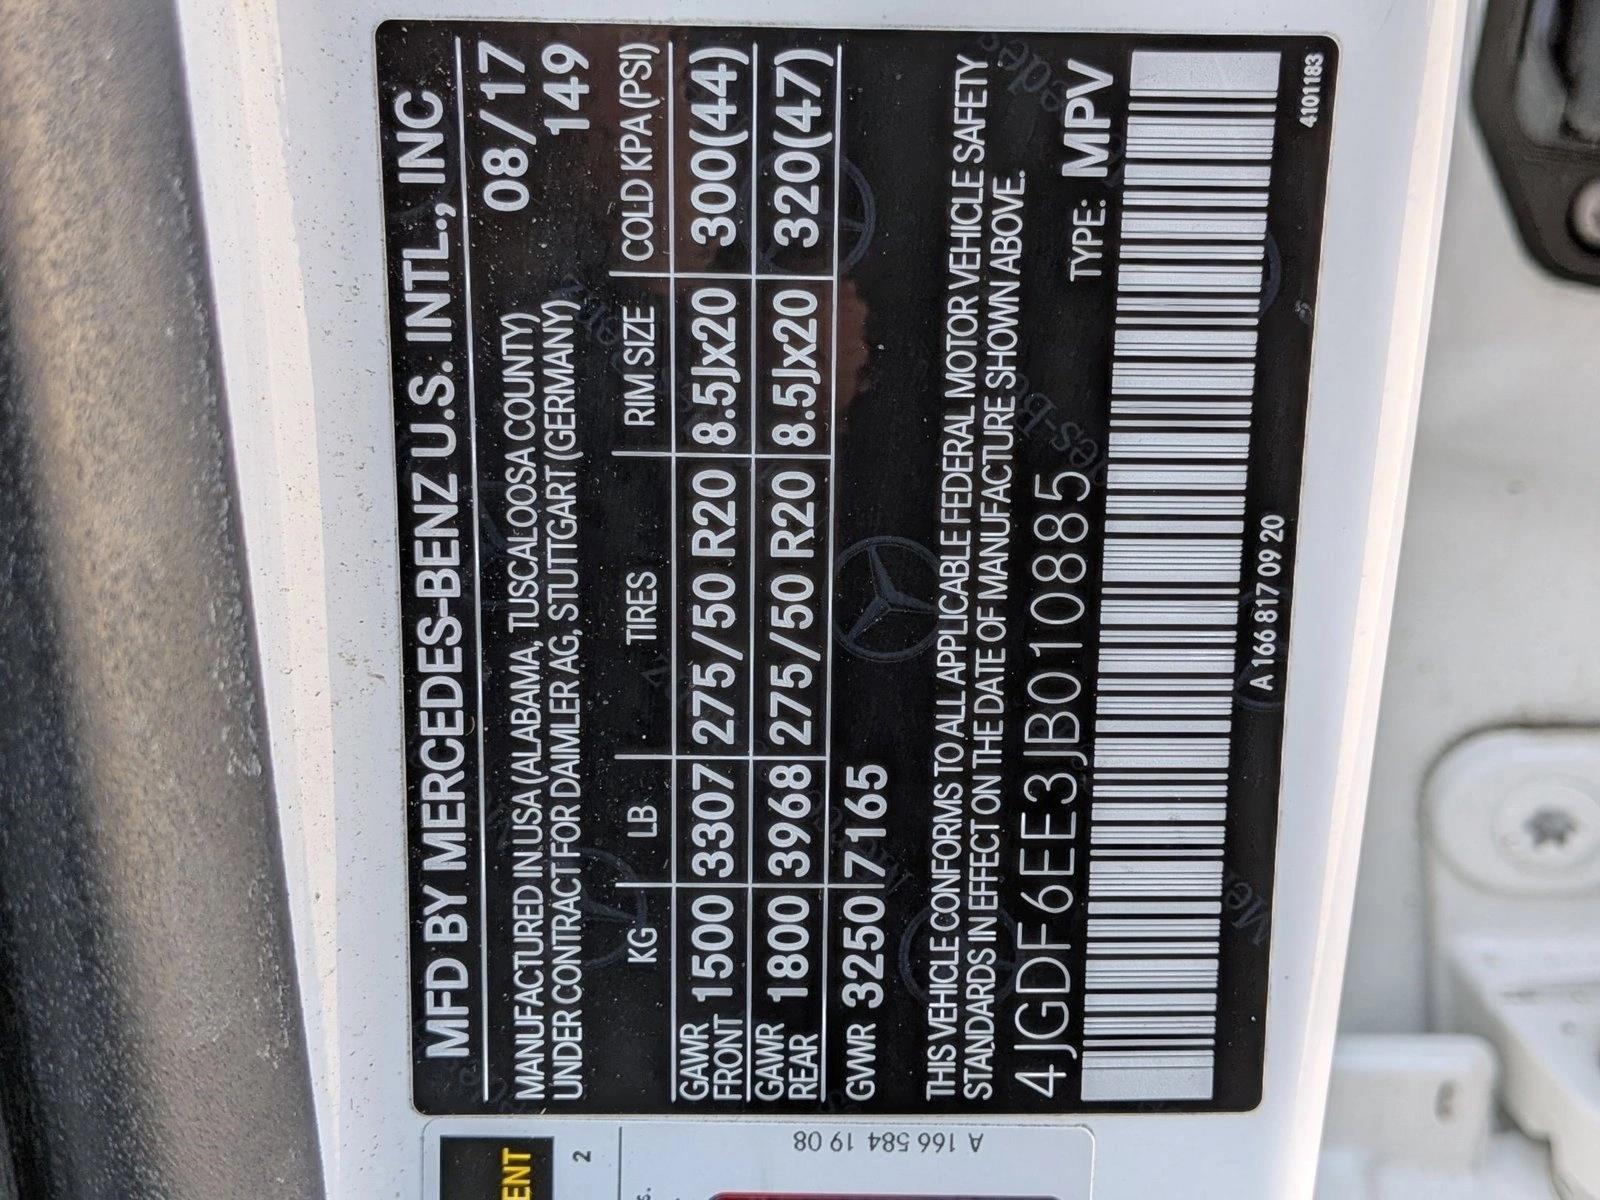 MFD BY MERCEDES-BENZ U.S. INTL., INC
MANUFACTURED IN USA (ALABAMA, TUSCALOOSA COUNTY) 08/17
UNDER CONTRACT FOR DAIMLER AG, STUTTGART (GERMANY) 149
KG LB TIRES RIM SIZE COLD KPA (PSI)
GAWR FRONT 1500 3307 275/50 R20 8.5Jx20 300(44)
GAWR REAR 1800 3968 275/50 R20 8.5Jx20 320(47)
GVWR 3250 7165
THIS VEHICLE CONFORMS TO ALL APPLICABLE FEDERAL MOTOR VEHICLE SAFETY
STANDARDS IN EFFECT ON THE DATE OF MANUFACTURE SHOWN ABOVE.
4JGDF6EE3JB010885 TYPE: MPV
A 166 817 09 20
4101183
A 166 584 19 08
2